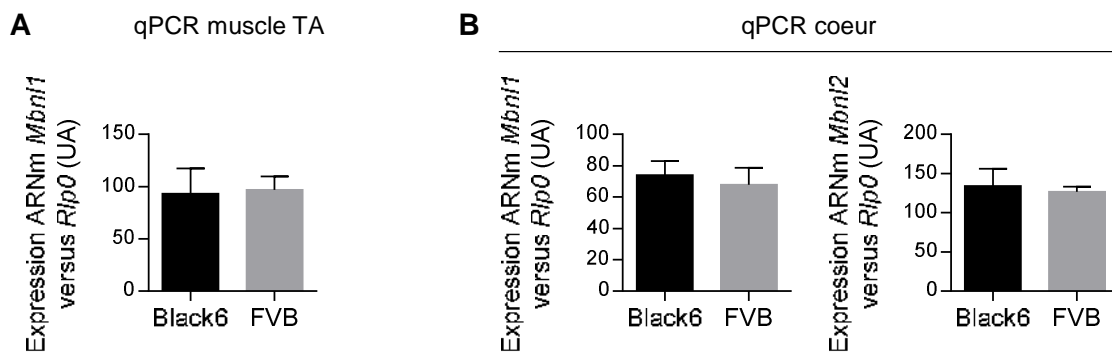 A
qPCR muscle TA
Expression ARNm Mbnl1
versus Rlp0 (UA)
150
100
50
0
Black6
FVB
B
qPCR coeur
Expression ARNm Mbnl1
versus Rlp0 (UA)
100
80
60
40
20
0
Black6
FVB
Expression ARNm Mbnl2
versus Rlp0 (UA)
200
150
100
50
0
Black6
FVB